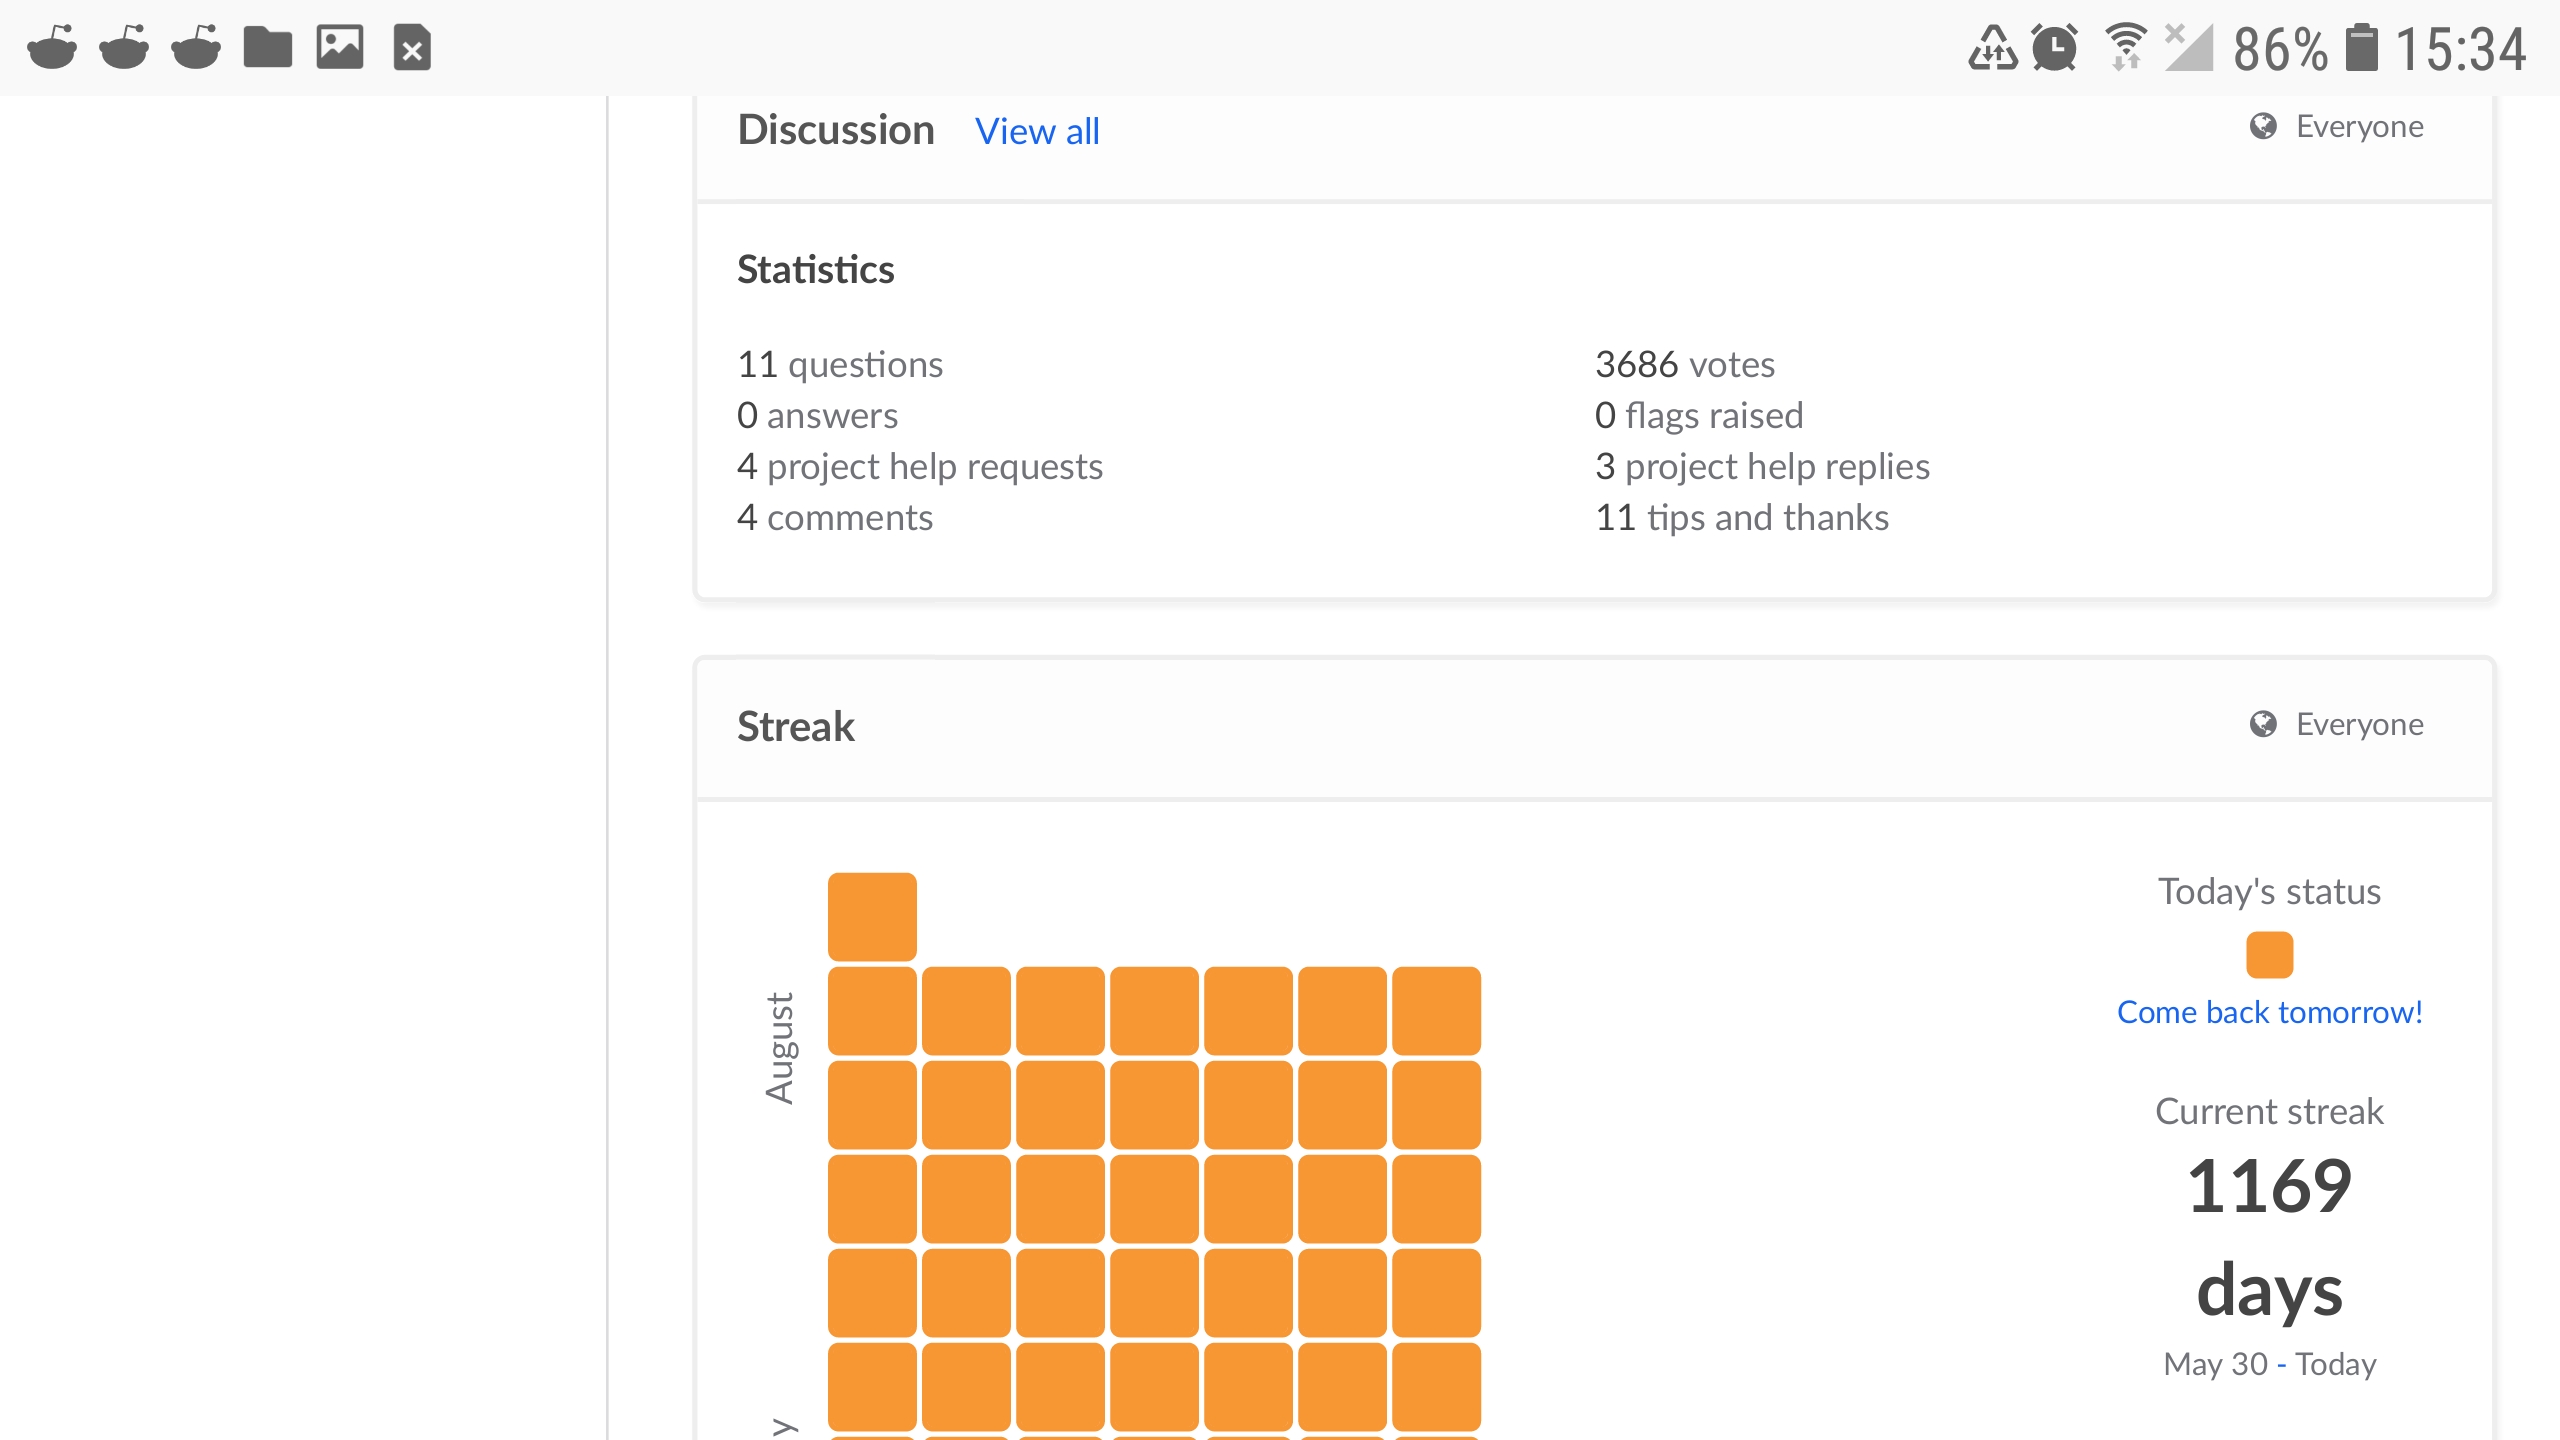 86% 15:34
Discussion View all Everyone
Statistics
11 questions 3686 votes
0 answers 0 flags raised
4 project help requests 3 project help replies
4 comments 11 tips and thanks
Streak Everyone
Today's status
August
Come back tomorrow!
Current streak
1169
days
May 30 - Today
y